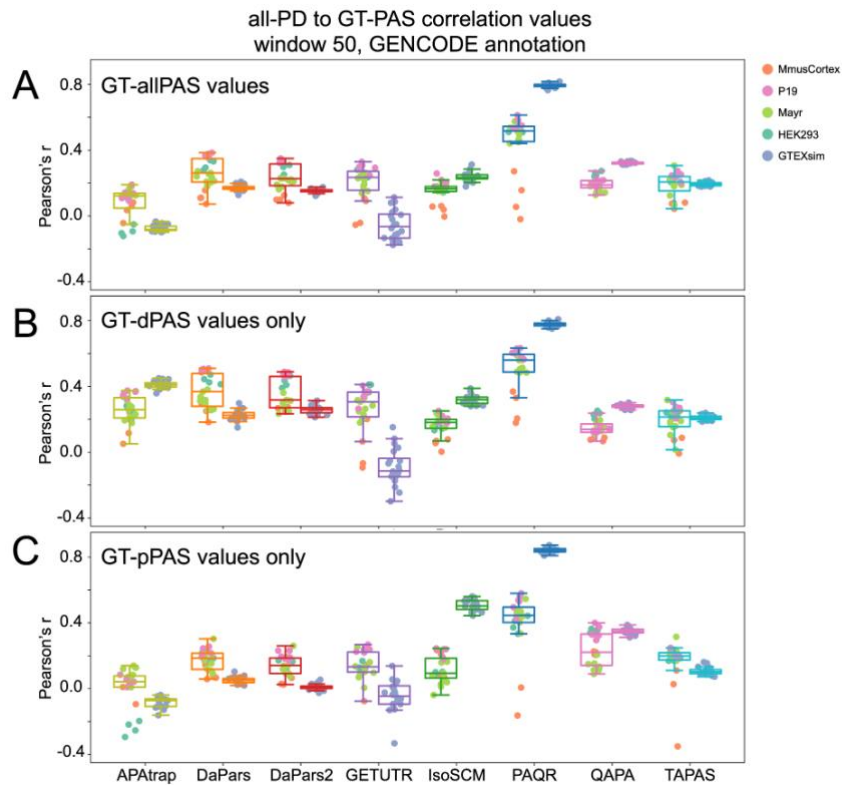 all-PD to GT-PAS correlation values
window 50, GENCODE annotation
A
GT-allPAS values
0.8
0.4
0.0
-0.4
Pearson's r
MmusCortex
P19
Mayr
HEK293
GTEXsim
B
GT-dPAS values only
0.8
0.4
0.0
-0.4
Pearson's r
C
GT-pPAS values only
0.8
0.4
0.0
-0.4
Pearson's r
APAtrap DaPars DaPars2 GETUTR IsoSCM PAQR QAPA TAPAS